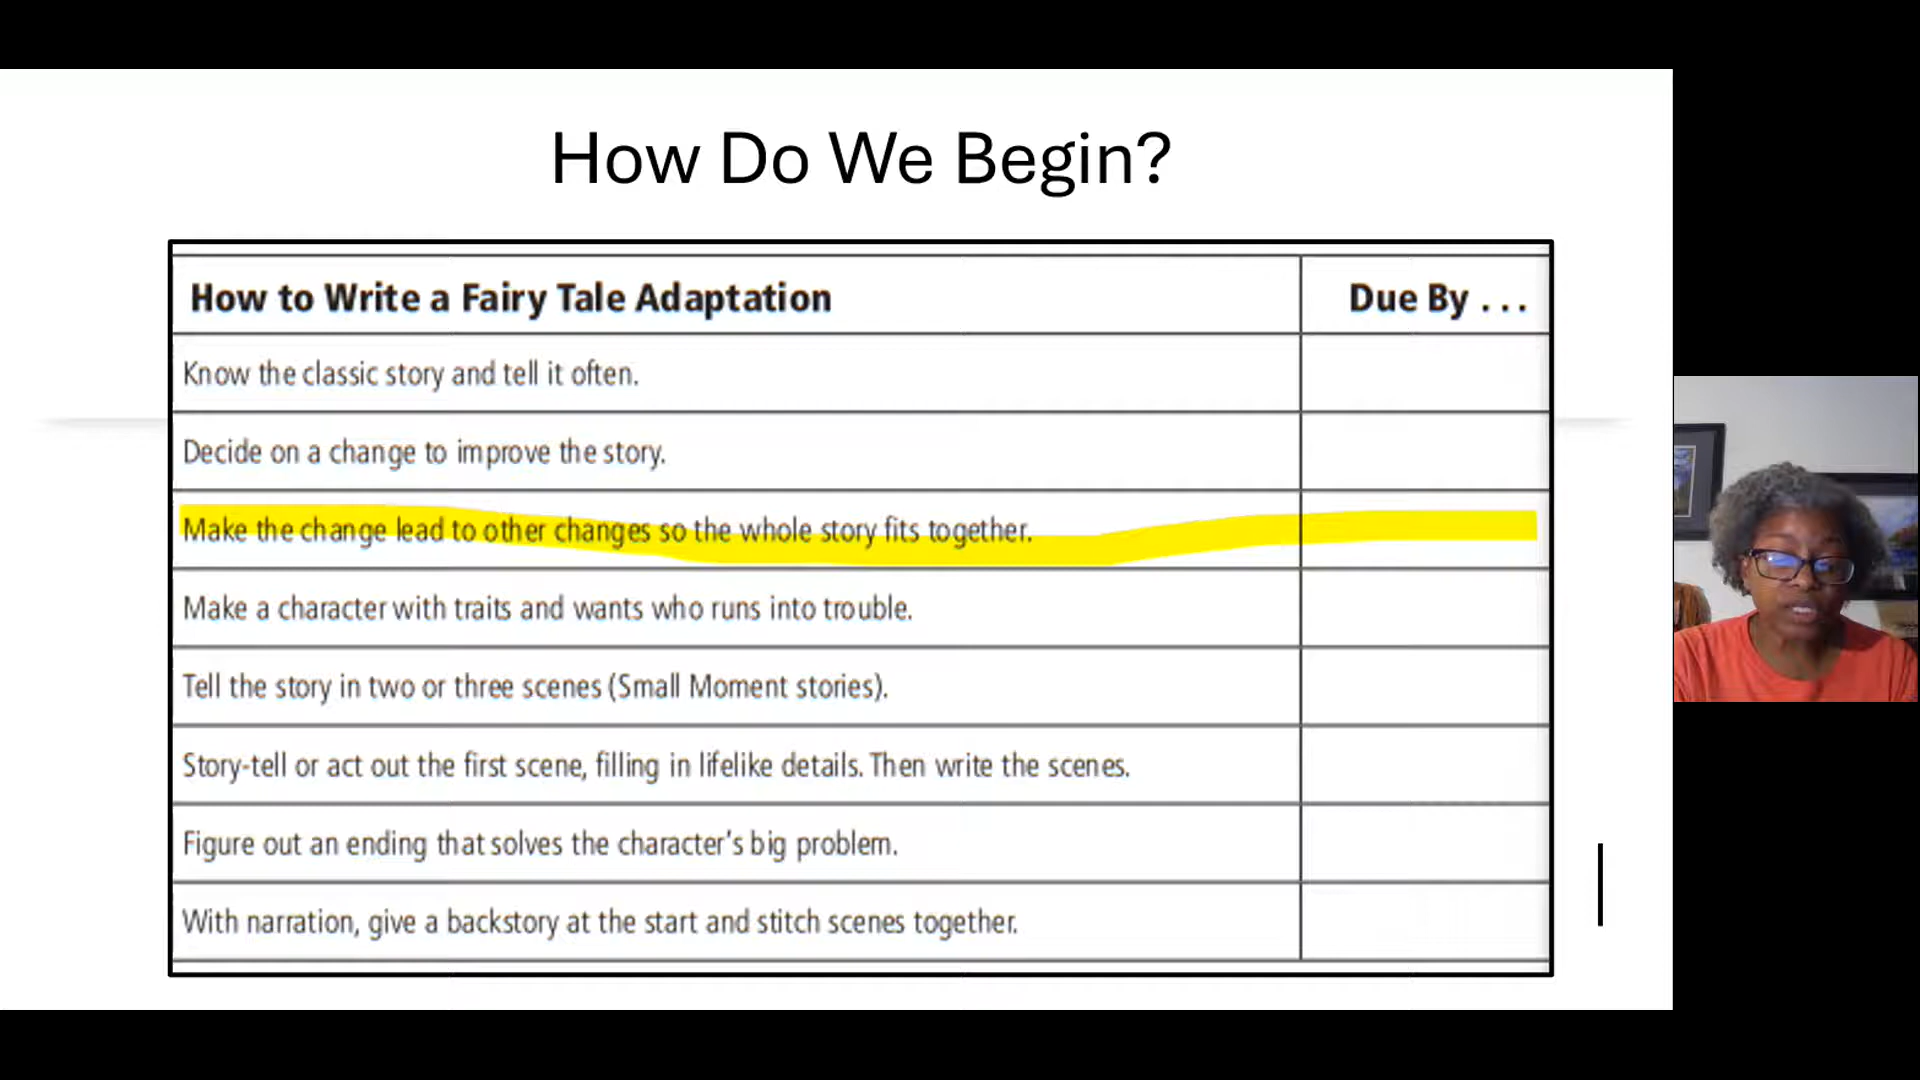 How Do We Begin?
How to Write a Fairy Tale Adaptation
Due By . . .
Know the classic story and tell it often.
Decide on a change to improve the story.
Make the change lead to other changes so the whole story fits together.
Make a character with traits and wants who runs into trouble.
Tell the story in two or three scenes (Small Moment stories).
Story-tell or act out the first scene, filling in lifelike details. Then write the scenes.
Figure out an ending that solves the character's big problem.
With narration, give a backstory at the start and stitch scenes together.